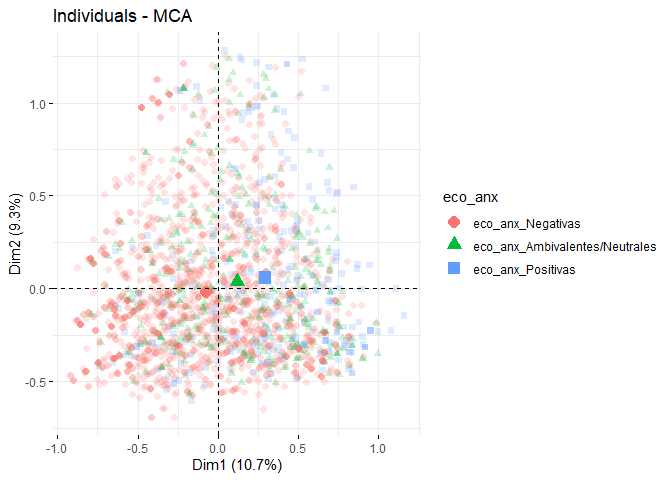 Individuals - MCA
Dim2 (9.3%)
1.0
0.5
0.0
-0.5
-1.0
-0.5
0.0
0.5
1.0
Dim1 (10.7%)
eco_anx
eco_anx_Negativas
eco_anx_Ambivalentes/Neutrales
eco_anx_Positivas